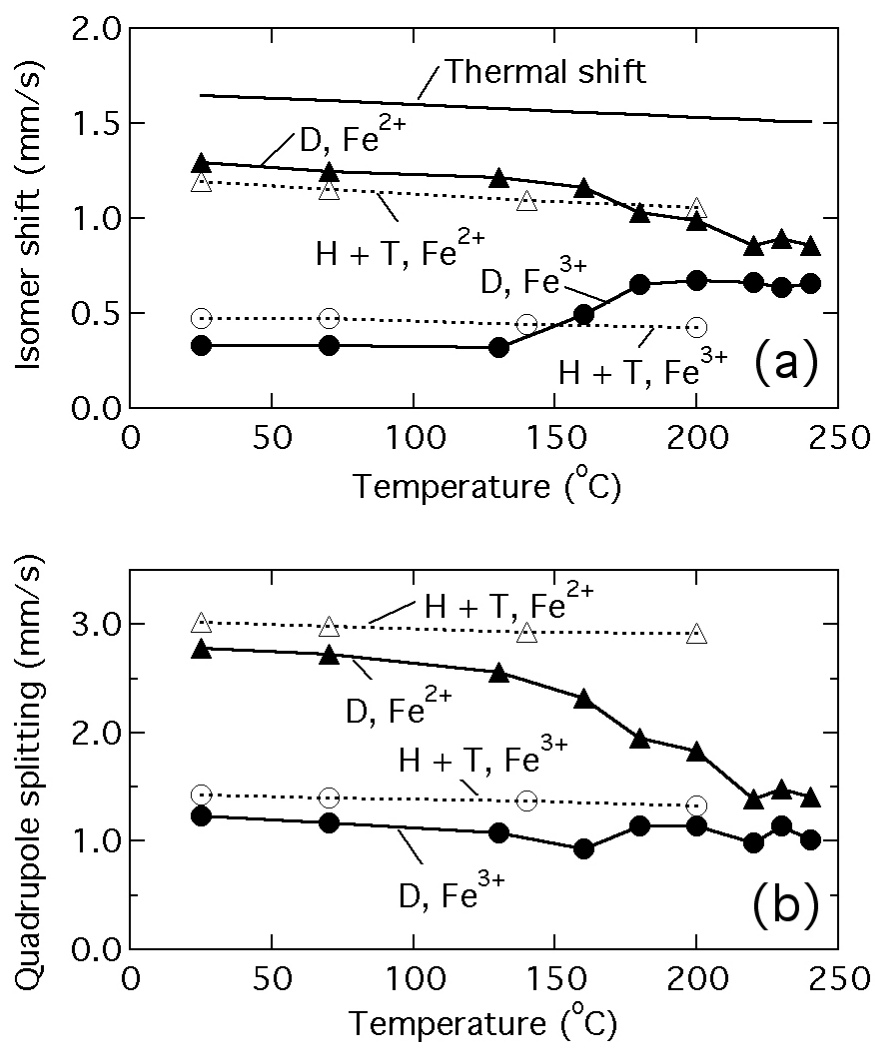 2.0
Isomer shift (mm/s)
Thermal shift
1.5
D, Fe²⁺
1.0
H + T, Fe²⁺
D, Fe³⁺
0.5
H + T, Fe³⁺
(a)
0.0
0 50 100 150 200 250
Temperature (°C)
Quadrupole splitting (mm/s)
H + T, Fe²⁺
3.0
D, Fe²⁺
2.0
H + T, Fe³⁺
1.0
D, Fe³⁺
(b)
0.0
0 50 100 150 200 250
Temperature (°C)